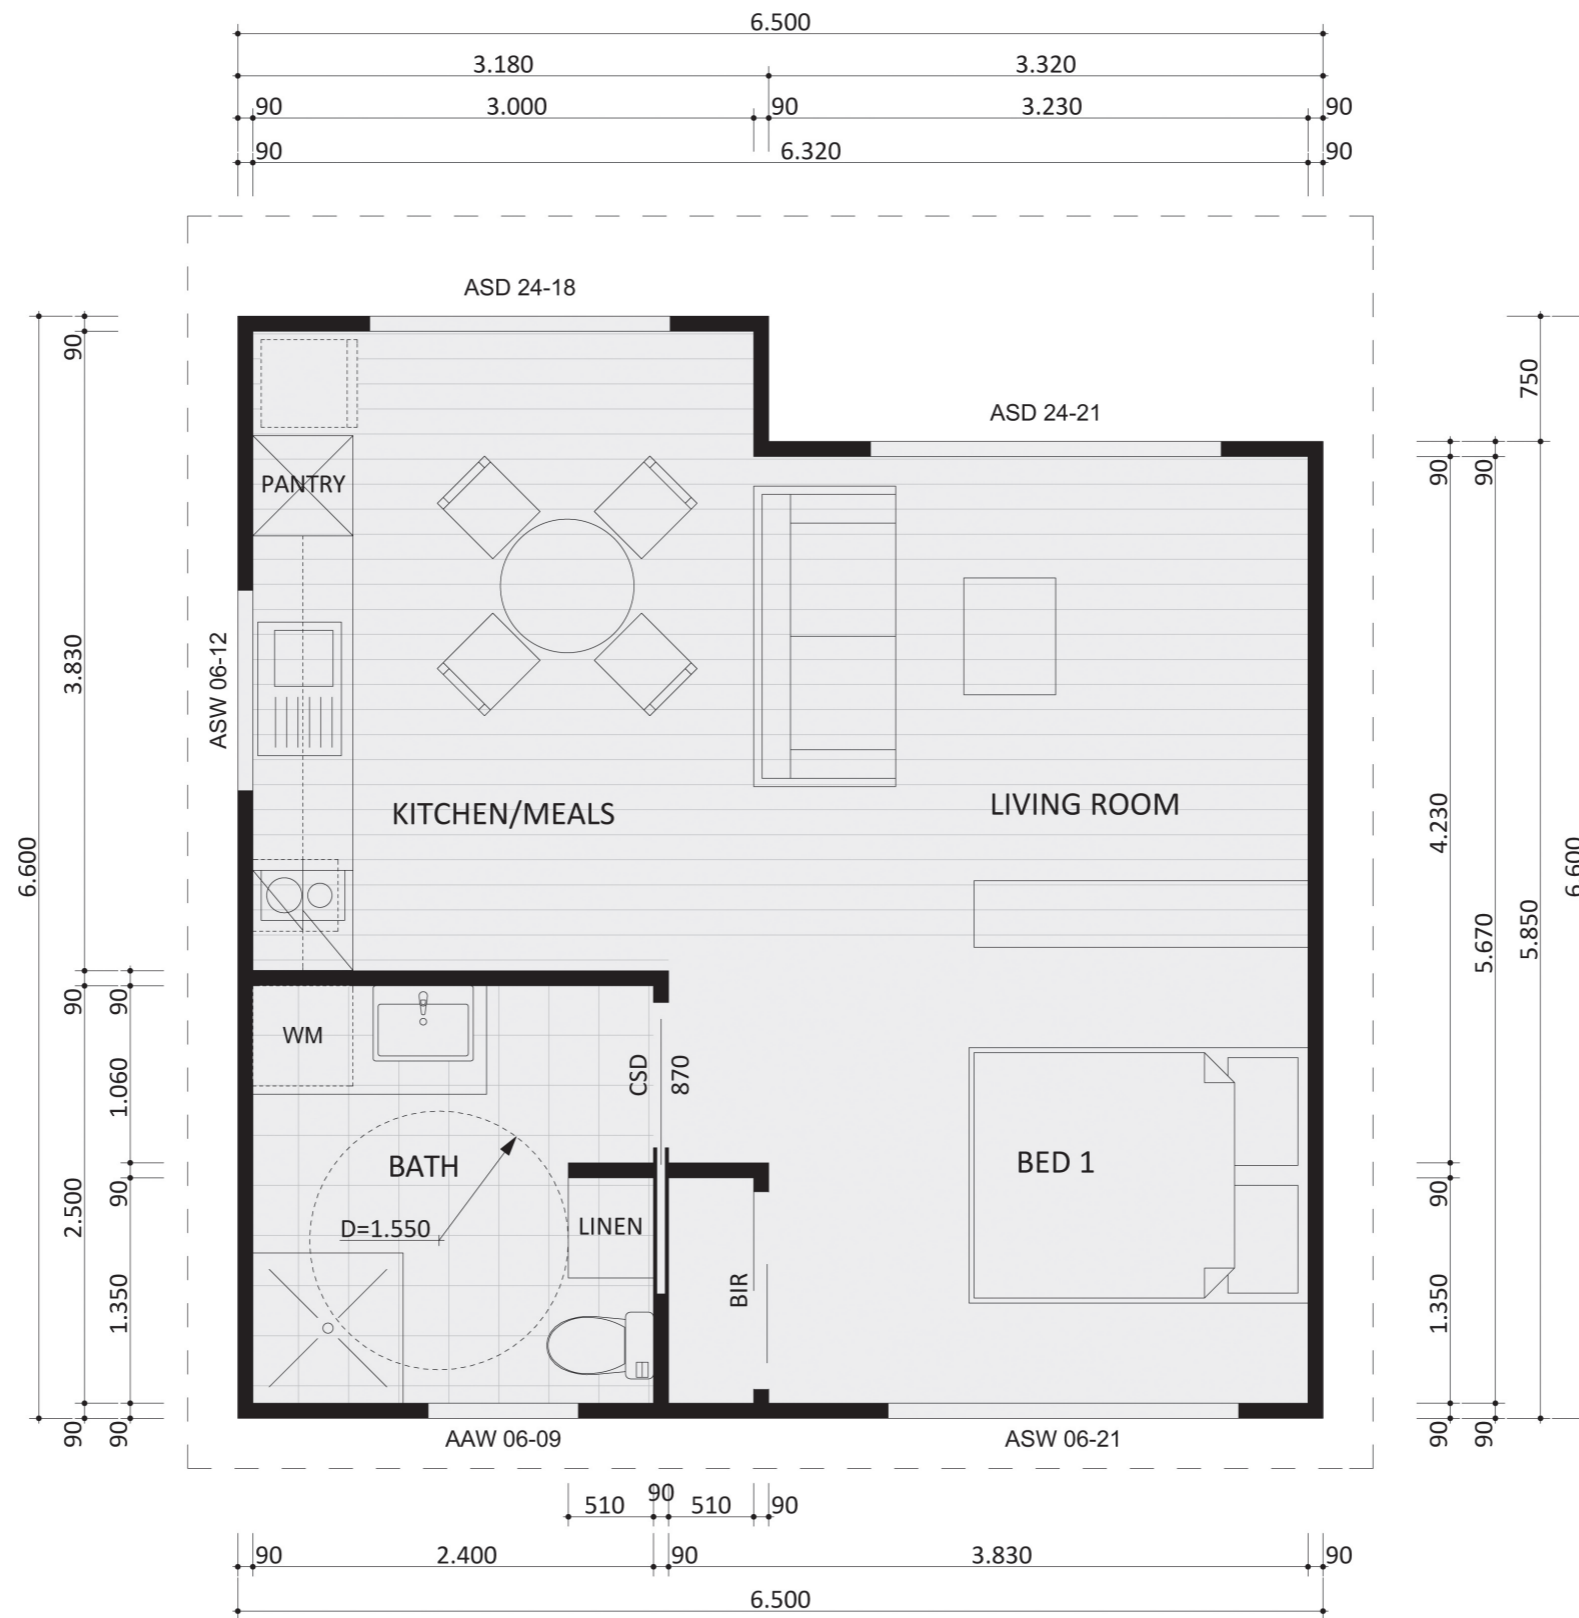 6.500
3.180 3.320
90 3.000 90 3.230 90
90 6.320 90
ASD 24-18
90
750
ASD 24-21
90 90
PANTRY
ASW 06-12
3.830
KITCHEN/MEALS
LIVING ROOM
6.600
4.230
5.670
5.850
6.600
90 90
WM
CSD
870
1.060
BATH
BED 1
90
2.500
D=1.550
LINEN
90
BIR
1.350
1.350
90 90
AAW 06-09
ASW 06-21
90 90
510 90 510 90
90 2.400 90 3.830 90
6.500